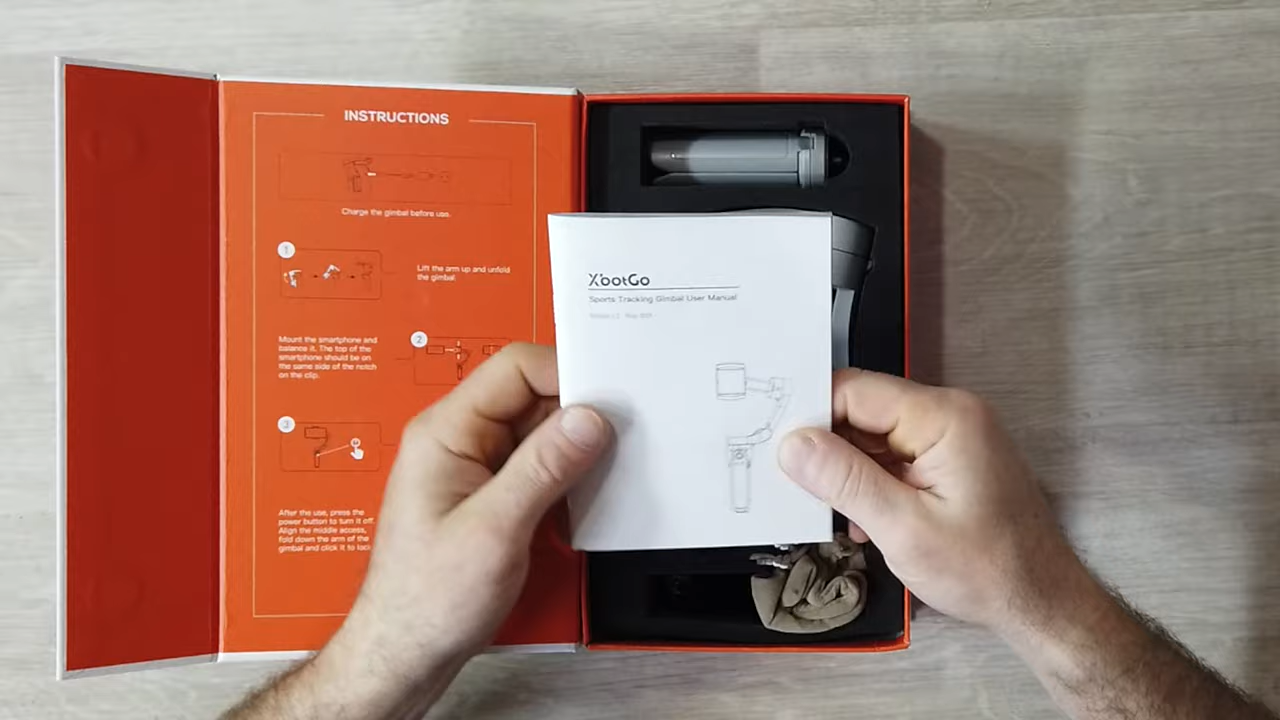 INSTRUCTIONS
Charge the gimbal before use.
1
Lift the arm up and unfold
the gimbal.
Mount the smartphone and
balance it. The top of
the smartphone should be on
the same side of the notch
on the clip.
2
3
After the use, press the
power button to turn it off.
Align the middle access,
fold down the arm of the
gimbal and click it to lock
XbotGo
Sports Tracking Gimbal User Manual